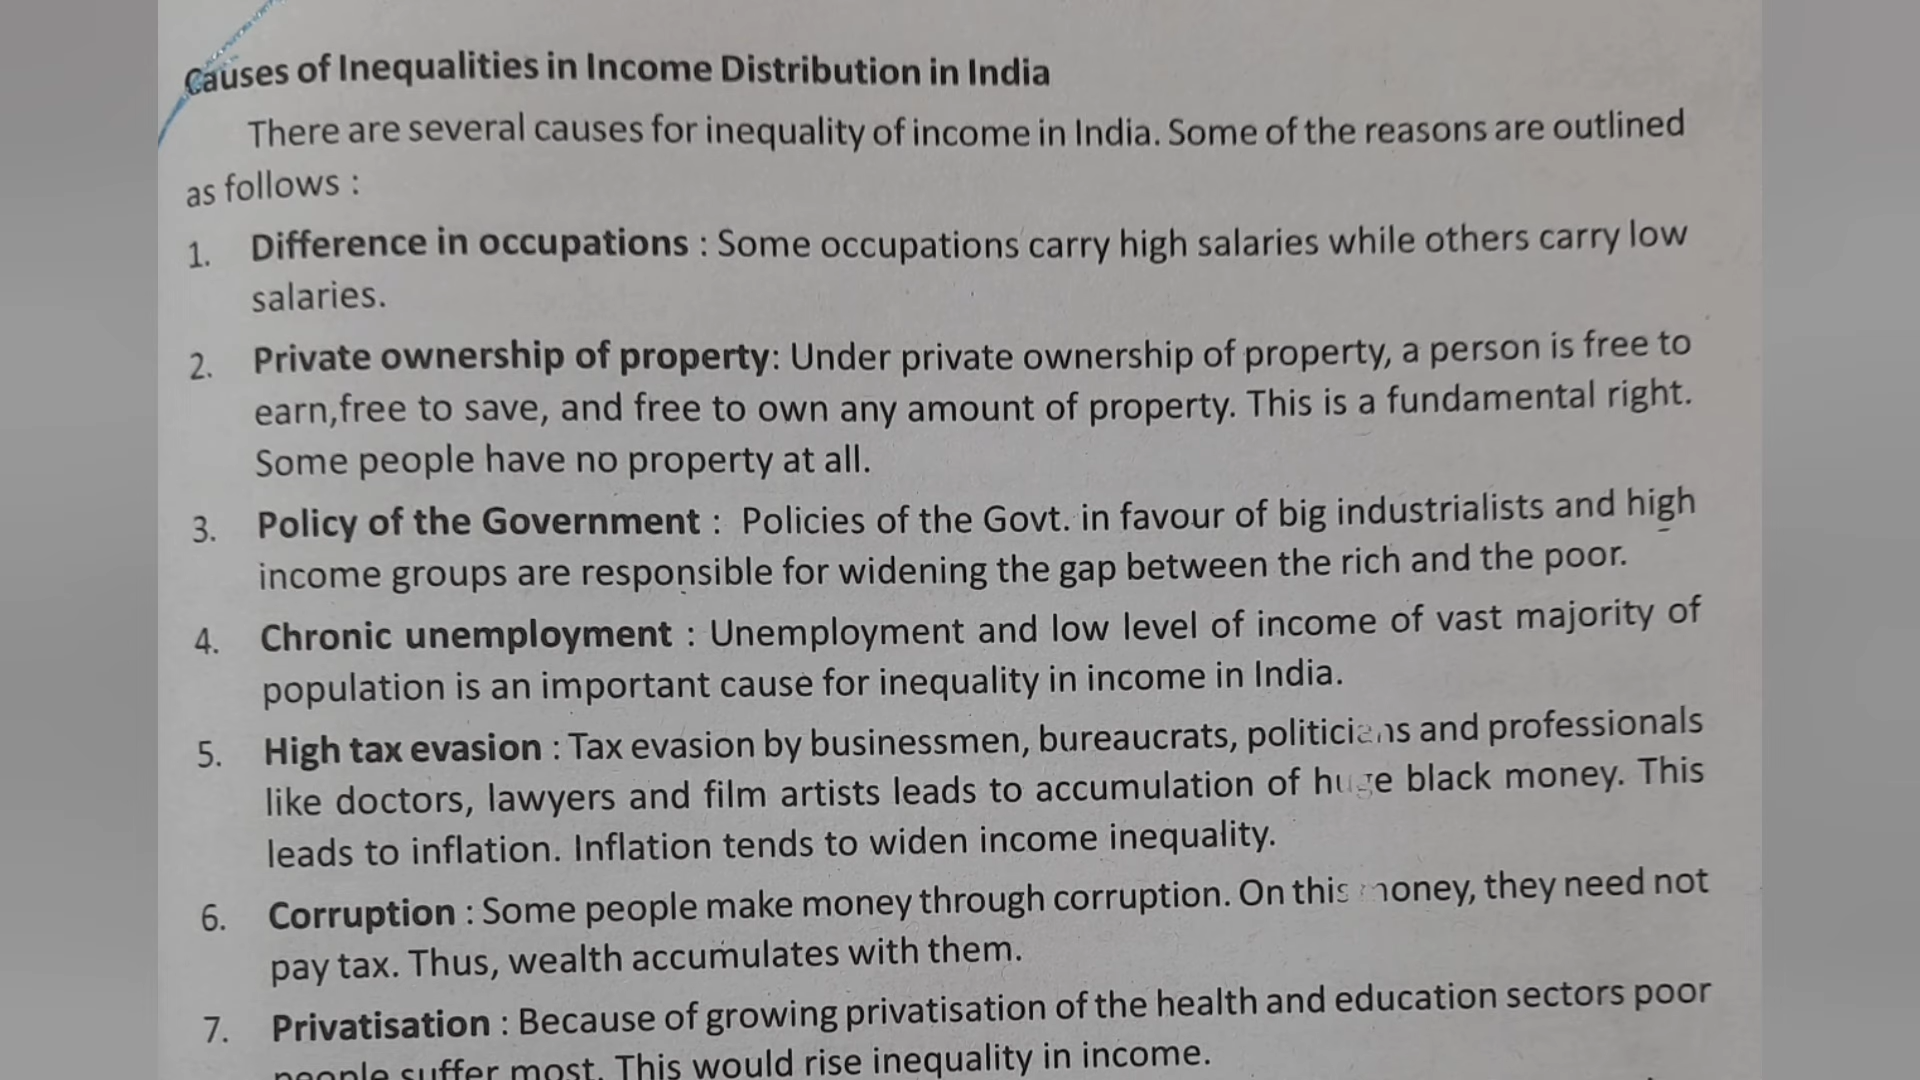 Causes of Inequalities in Income Distribution in India
There are several causes for inequality of income in India. Some of the reasons are outlined
as follows :
1. Difference in occupations : Some occupations carry high salaries while others carry low
salaries.
2. Private ownership of property: Under private ownership of property, a person is free to
earn,free to save, and free to own any amount of property. This is a fundamental right.
Some people have no property at all.
3. Policy of the Government : Policies of the Govt. in favour of big industrialists and high
income groups are responsible for widening the gap between the rich and the poor.
4. Chronic unemployment : Unemployment and low level of income of vast majority of
population is an important cause for inequality in income in India.
5. High tax evasion : Tax evasion by businessmen, bureaucrats, politicians and professionals
like doctors, lawyers and film artists leads to accumulation of huge black money. This
leads to inflation. Inflation tends to widen income inequality.
6. Corruption : Some people make money through corruption. On this money, they need not
pay tax. Thus, wealth accumulates with them.
7. Privatisation : Because of growing privatisation of the health and education sectors poor
people suffer most. This would rise inequality in income.